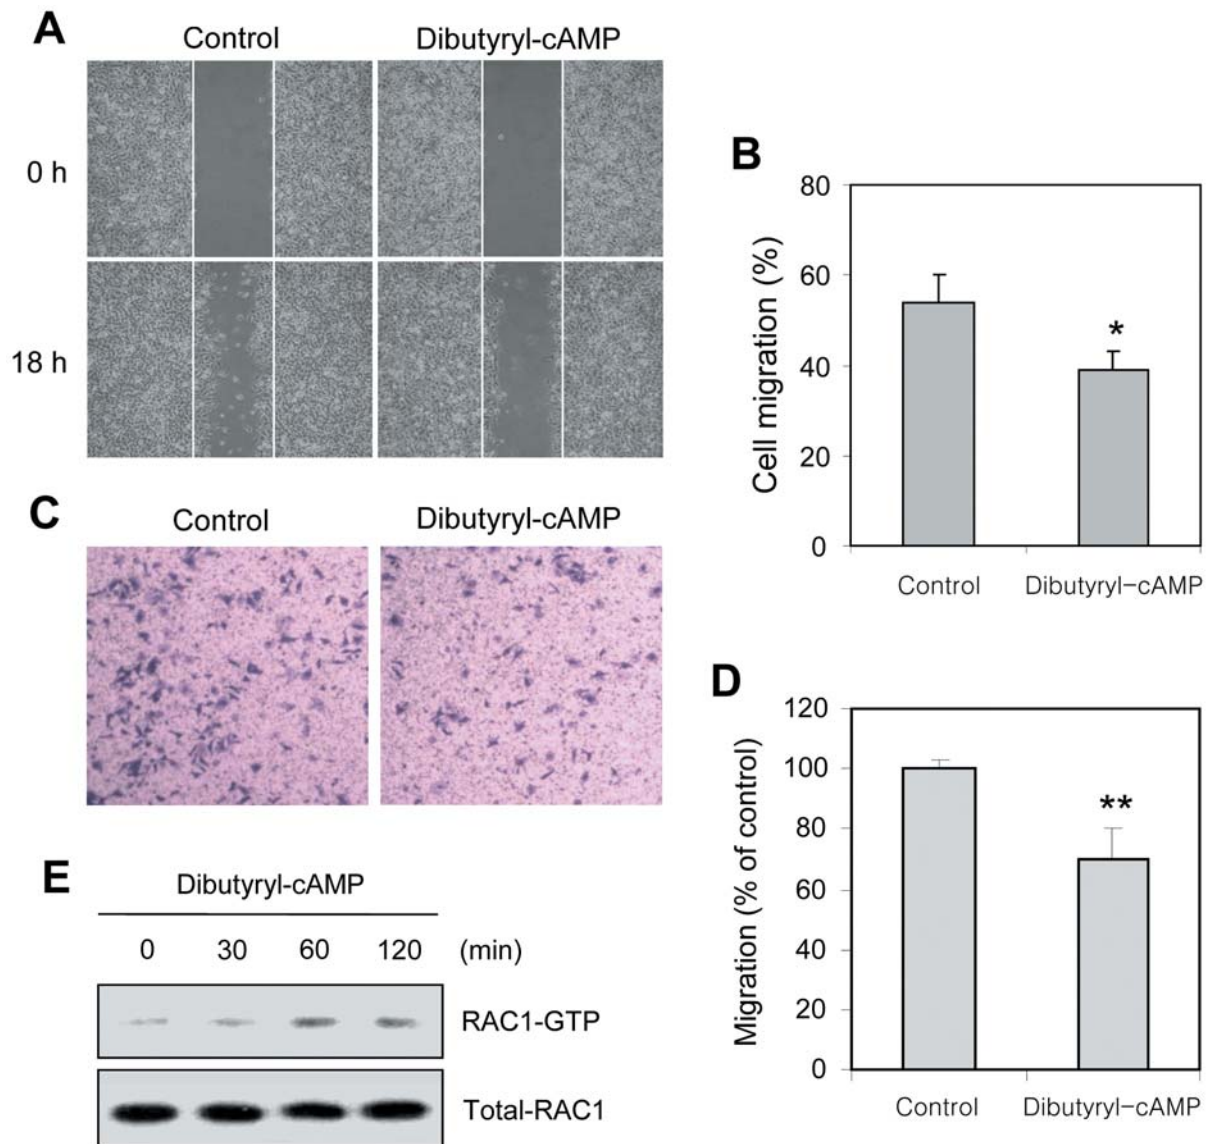 A
Control Dibutyryl-cAMP
0 h
18 h
B
80
60
40
20
0
Cell migration (%)
*
Control Dibutyryl-cAMP
C
Control Dibutyryl-cAMP
D
120
100
80
60
40
20
0
Migration (% of control)
**
Control Dibutyryl-cAMP
E
Dibutyryl-cAMP
0 30 60 120 (min)
RAC1-GTP
Total-RAC1